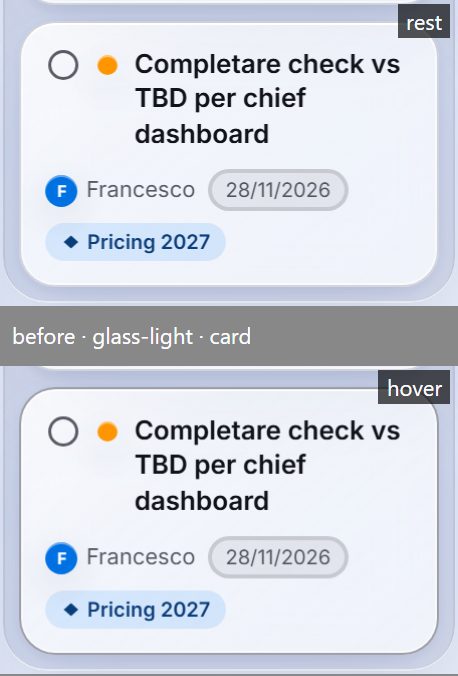 rest
Completare check vs
TBD per chief
dashboard
F Francesco 28/11/2026
◆ Pricing 2027
before · glass-light · card
hover
Completare check vs
TBD per chief
dashboard
F Francesco 28/11/2026
◆ Pricing 2027